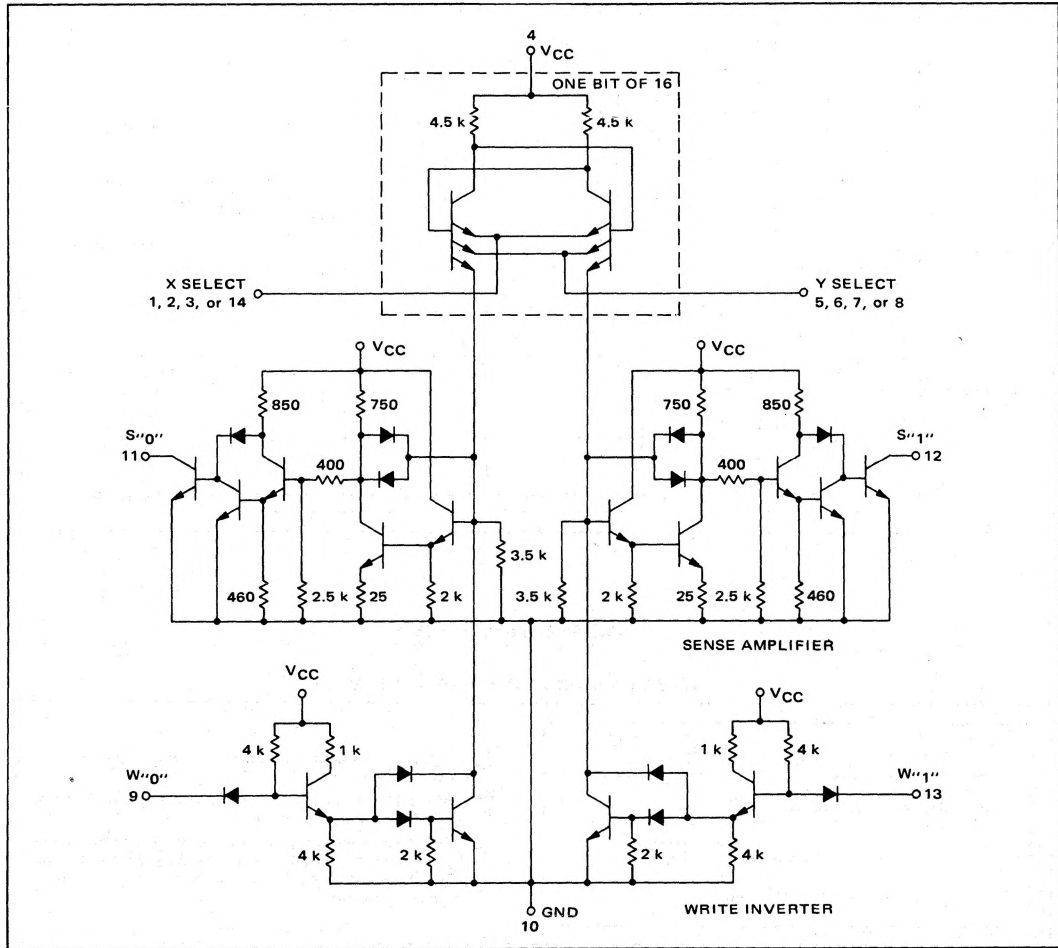 4
VCC
ONE BIT OF 16
4.5 k 4.5 k
X SELECT
1, 2, 3, or 14
Y SELECT
5, 6, 7, or 8
VCC VCC
850 750 750 850
S"0" S"1"
11 12
400 400
3.5 k 3.5 k
460 2.5 k 25 2 k 2 k 25 2.5 k 460
SENSE AMPLIFIER
VCC VCC
4 k 1 k 1 k 4 k
W"0" W"1"
9 13
4 k 2 k 2 k 4 k
GND
10
WRITE INVERTER